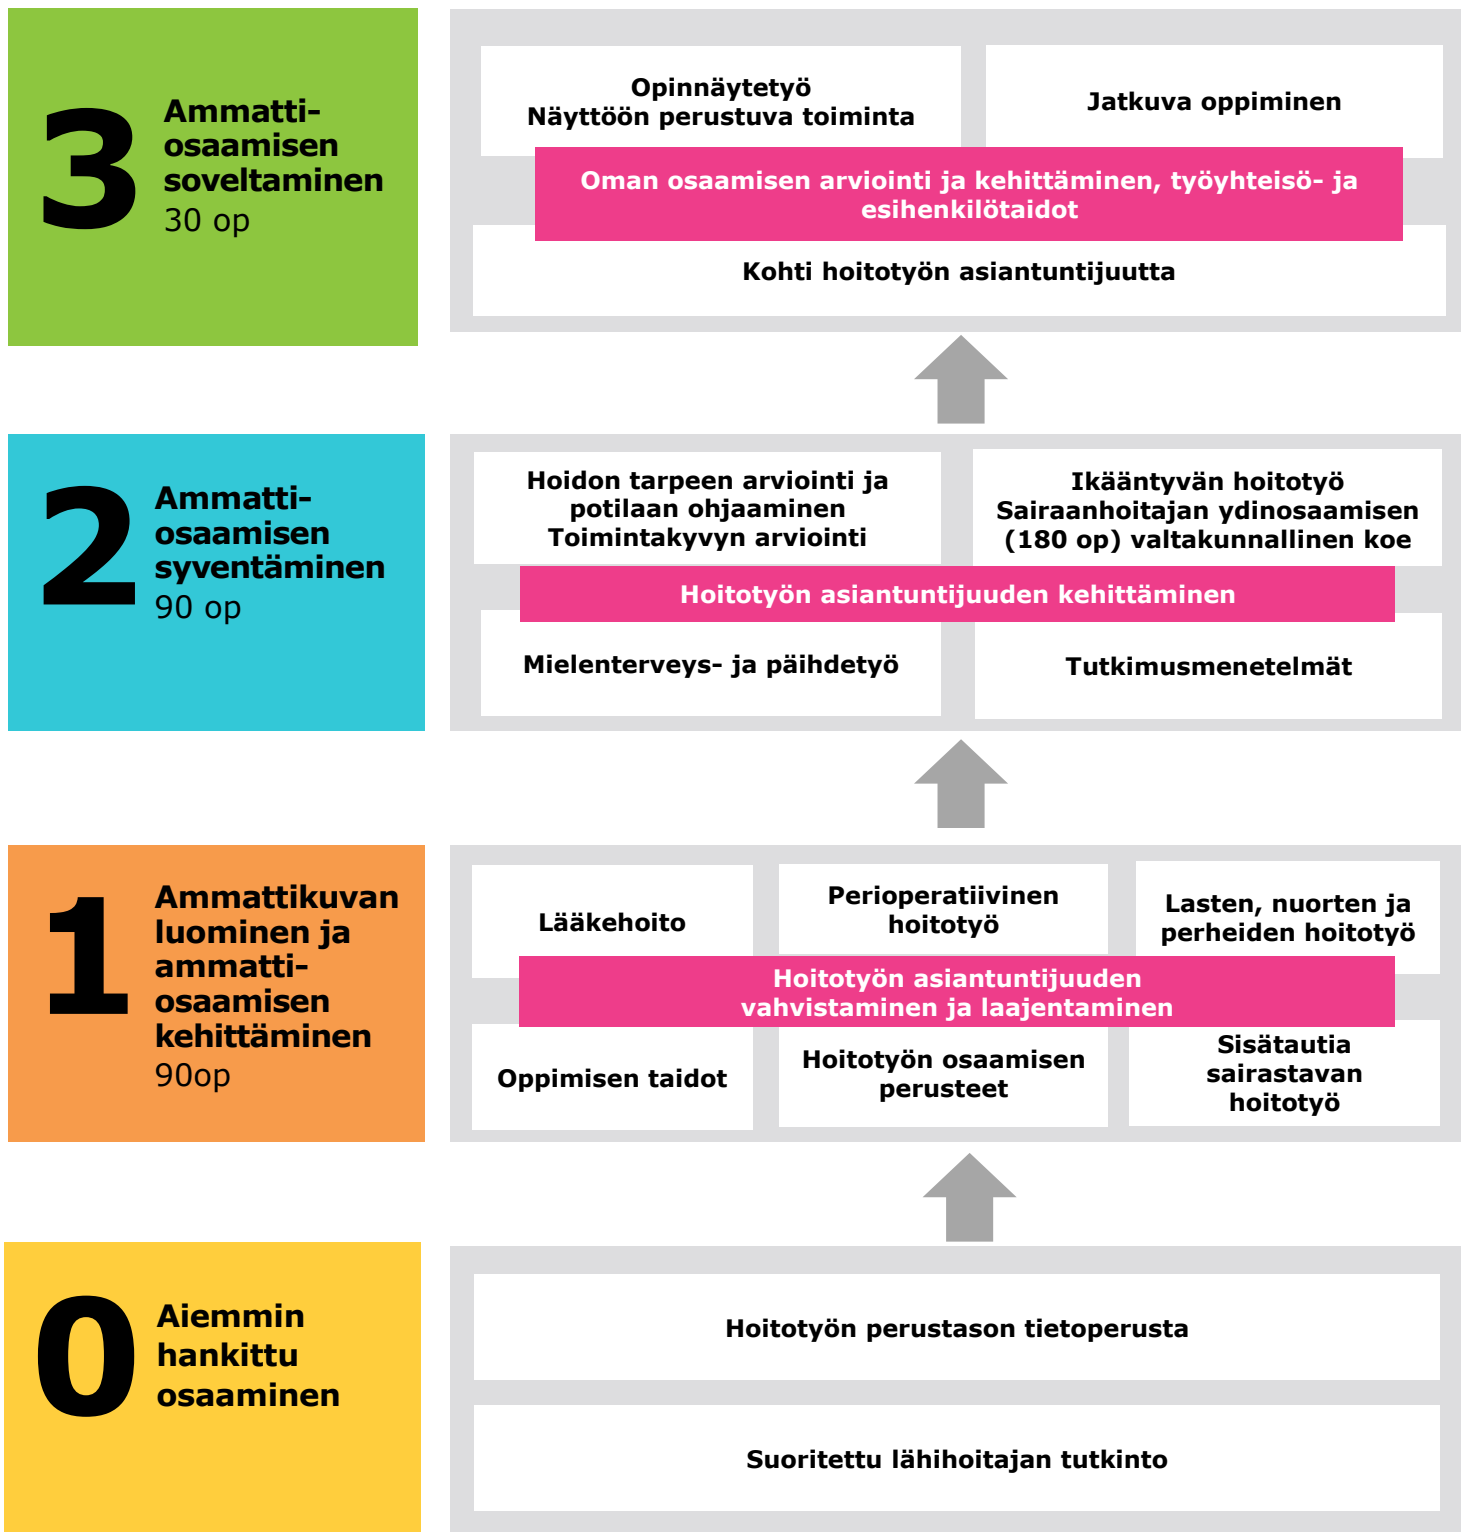 3
Ammatti-
osaamisen
soveltaminen
30 op
Opinnäytetyö
Näyttöön perustuva toiminta
Jatkuva oppiminen
Oman osaamisen arviointi ja kehittäminen, työyhteisö- ja
esihenkilötaidot
Kohti hoitotyön asiantuntijuutta
2
Ammatti-
osaamisen
syventäminen
90 op
Hoidon tarpeen arviointi ja
potilaan ohjaaminen
Toimintakyvyn arviointi
Ikääntyvän hoitotyö
Sairaanhoitajan ydinosaamisen
(180 op) valtakunnallinen koe
Hoitotyön asiantuntijuuden kehittäminen
Mielenterveys- ja päihdetyö
Tutkimusmenetelmät
1
Ammattikuvan
luominen ja
ammatti-
osaamisen
kehittäminen
90op
Lääkehoito
Perioperatiivinen
hoitotyö
Lasten, nuorten ja
perheiden hoitotyö
Hoitotyön asiantuntijuuden
vahvistaminen ja laajentaminen
Oppimisen taidot
Hoitotyön osaamisen
perusteet
Sisätautia
sairastavan
hoitotyö
0
Aiemmin
hankittu
osaaminen
Hoitotyön perustason tietoperusta
Suoritettu lähihoitajan tutkinto